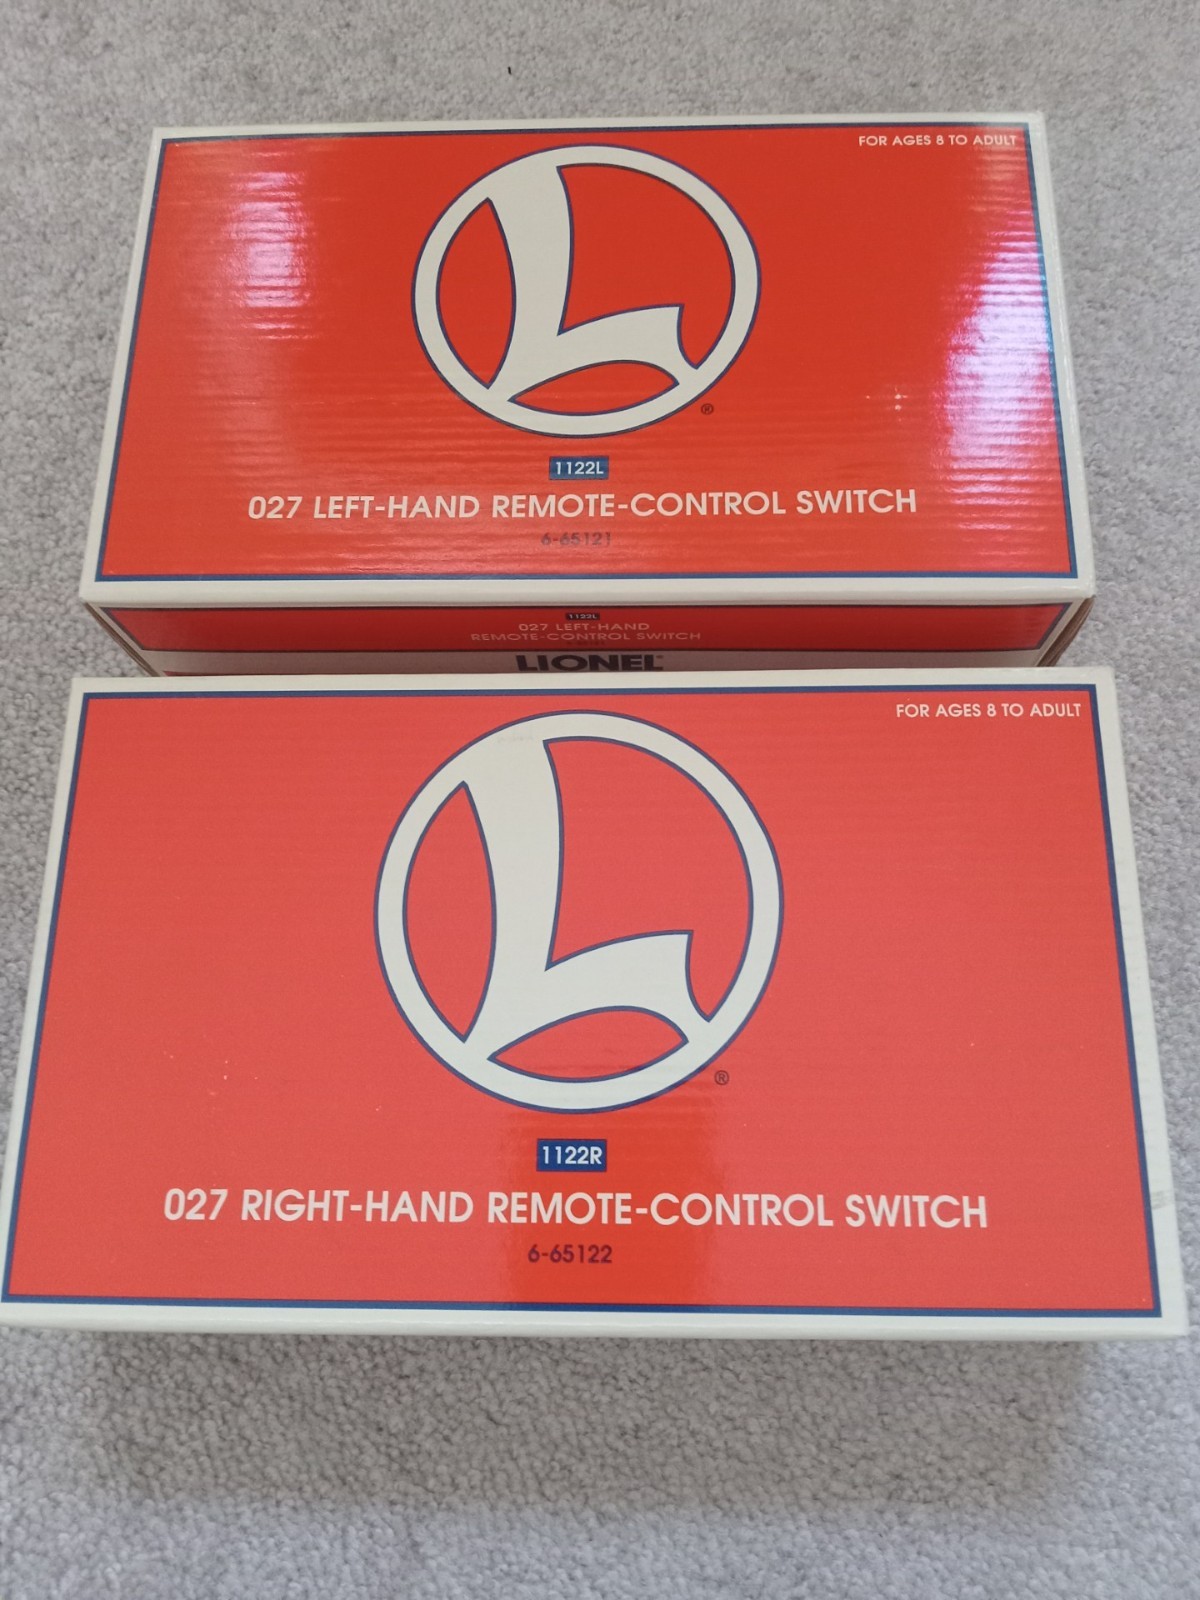 FOR AGES 8 TO ADULT
L
®
1122L
027 LEFT-HAND REMOTE-CONTROL SWITCH
6-65121
1122L
027 LEFT-HAND
REMOTE-CONTROL SWITCH
LIONEL
FOR AGES 8 TO ADULT
L
®
1122R
027 RIGHT-HAND REMOTE-CONTROL SWITCH
6-65122